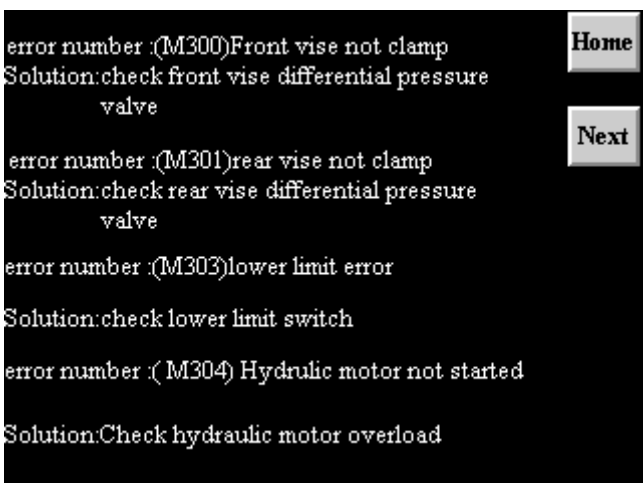 error number :(M300)Front vise not clamp
Home
Solution:check front vise differential pressure
valve
Next
error number :(M301)rear vise not clamp
Solution:check rear vise differential pressure
valve
error number :(M303)lower limit error
Solution:check lower limit switch
error number :( M304) Hydrulic motor not started
Solution:Check hydraulic motor overload